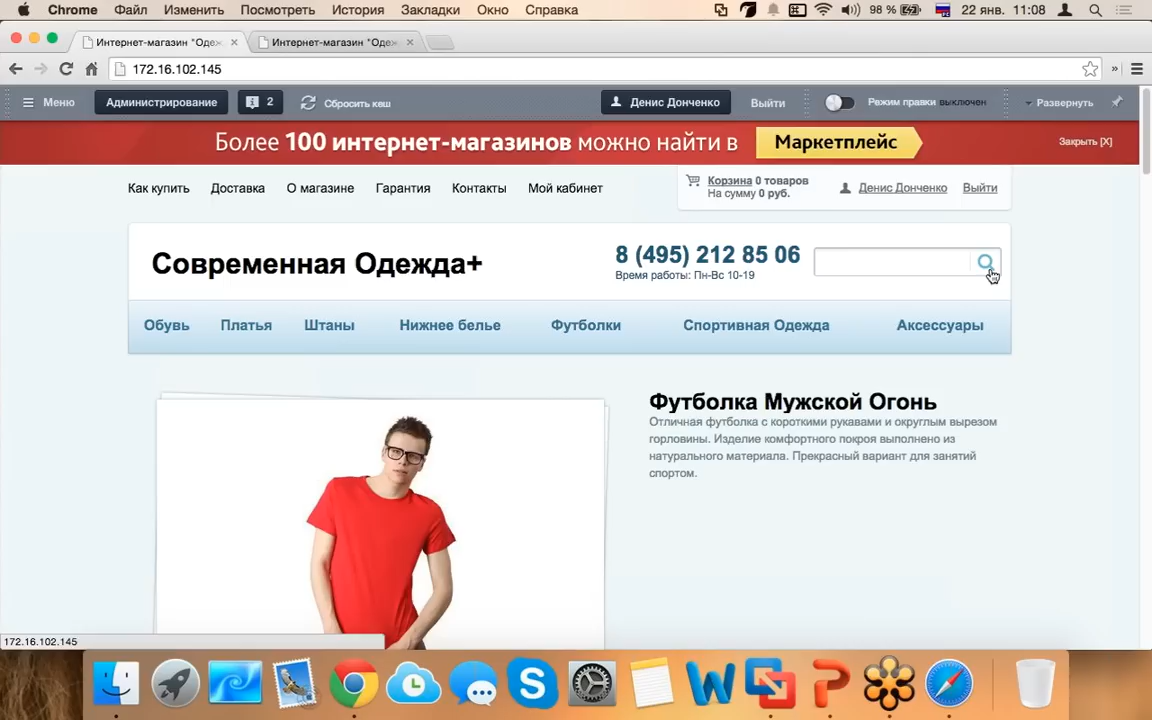 Chrome Файл Изменить Посмотреть История Закладки Окно Справка 98 % 22 янв. 11:08
Интернет-магазин "Одеж Интернет-магазин "Одеж
172.16.102.145
Меню Администрирование 2 Сбросить кеш Денис Донченко Выйти Режим правки выключен Развернуть
Более 100 интернет-магазинов можно найти в Маркетплейс Закрыть [X]
Как купить Доставка О магазине Гарантия Контакты Мой кабинет
Корзина 0 товаров
На сумму 0 руб.
Денис Донченко Выйти
Современная Одежда+
8 (495) 212 85 06
Время работы: Пн-Вс 10-19
Обувь Платья Штаны Нижнее белье Футболки Спортивная Одежда Аксессуары
Футболка Мужской Огонь
Отличная футболка с короткими рукавами и округлым вырезом
горловины. Изделие комфортного покроя выполнено из
натурального материала. Прекрасный вариант для занятий
спортом.
172.16.102.145